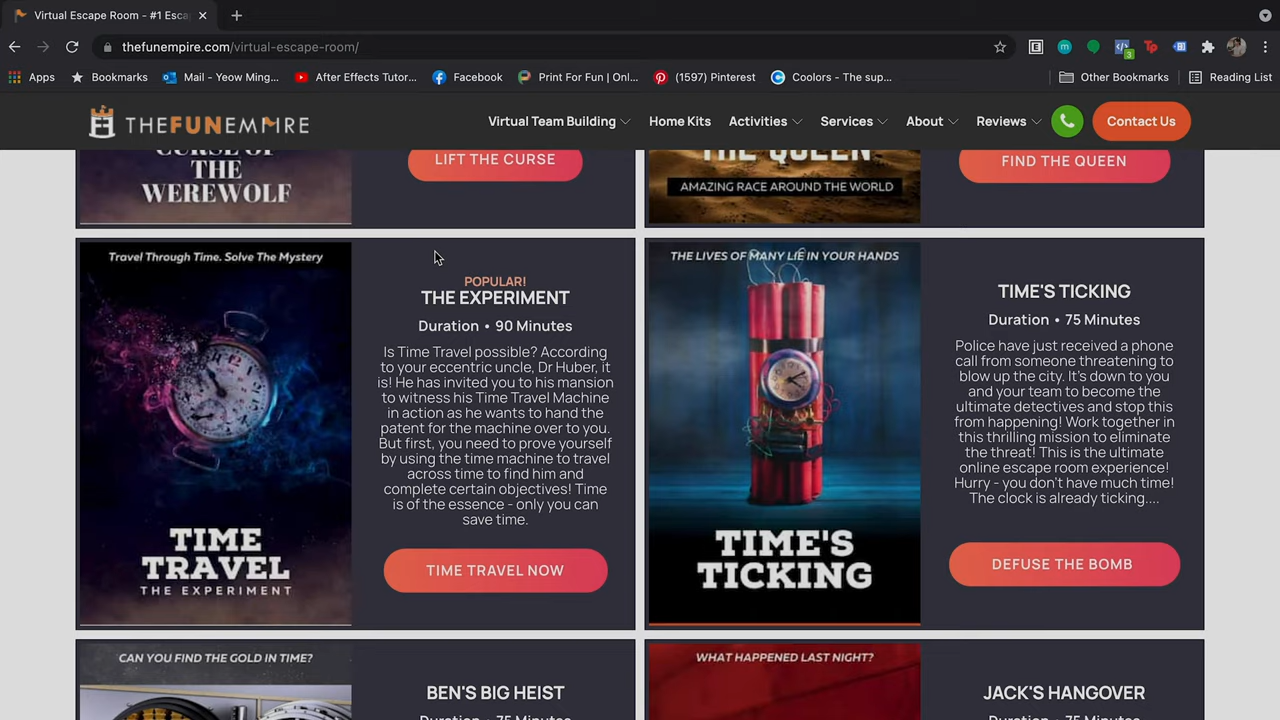 Virtual Escape Room - #1 Esca
thefunempire.com/virtual-escape-room/
3
Apps
Bookmarks
Mail - Yeow Ming...
After Effects Tutor...
Facebook
Print For Fun | Onl...
(1597) Pinterest
Coolors - The sup...
Other Bookmarks
Reading List
THEFUNEMPIRE
Virtual Team Building
Home Kits
Activities
Services
About
Reviews
Contact Us
CURSE OF
THE
WEREWOLF
LIFT THE CURSE
THE QUEEN
AMAZING RACE AROUND THE WORLD
FIND THE QUEEN
Travel Through Time. Solve The Mystery
TIME
TRAVEL
THE EXPERIMENT
POPULAR!
THE EXPERIMENT
Duration • 90 Minutes
Is Time Travel possible? According
to your eccentric uncle, Dr Huber, it
is! He has invited you to his mansion
to witness his Time Travel Machine
in action as he wants to hand the
patent for the machine over to you.
But first, you need to prove yourself
by using the time machine to travel
across time to find him and
complete certain objectives! Time
is of the essence - only you can
save time.
TIME TRAVEL NOW
THE LIVES OF MANY LIE IN YOUR HANDS
TIME'S
TICKING
TIME'S TICKING
Duration • 75 Minutes
Police have just received a phone
call from someone threatening to
blow up the city. It's down to you
and your team to become the
ultimate detectives and stop this
from happening! Work together in
this thrilling mission to eliminate
the threat! This is the ultimate
online escape room experience!
Hurry - you don't have much time!
The clock is already ticking....
DEFUSE THE BOMB
CAN YOU FIND THE GOLD IN TIME?
BEN'S BIG HEIST
Duration • 75 Minutes
WHAT HAPPENED LAST NIGHT?
JACK'S HANGOVER
Duration • 75 Minutes